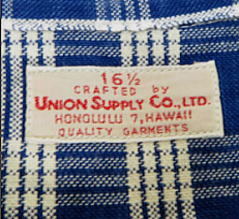 16½
CRAFTED by
UNION SUPPLY CO., LTD.
HONOLULU 7, HAWAII
QUALITY GARMENTS